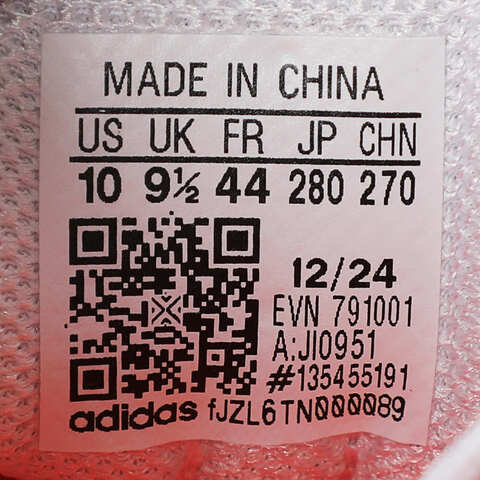 MADE IN CHINA
US UK FR JP CHN
10 9½ 44 280 270
12/24
EVN 791001
A:JI0951
#135455191
adidas fJZL6TN000089